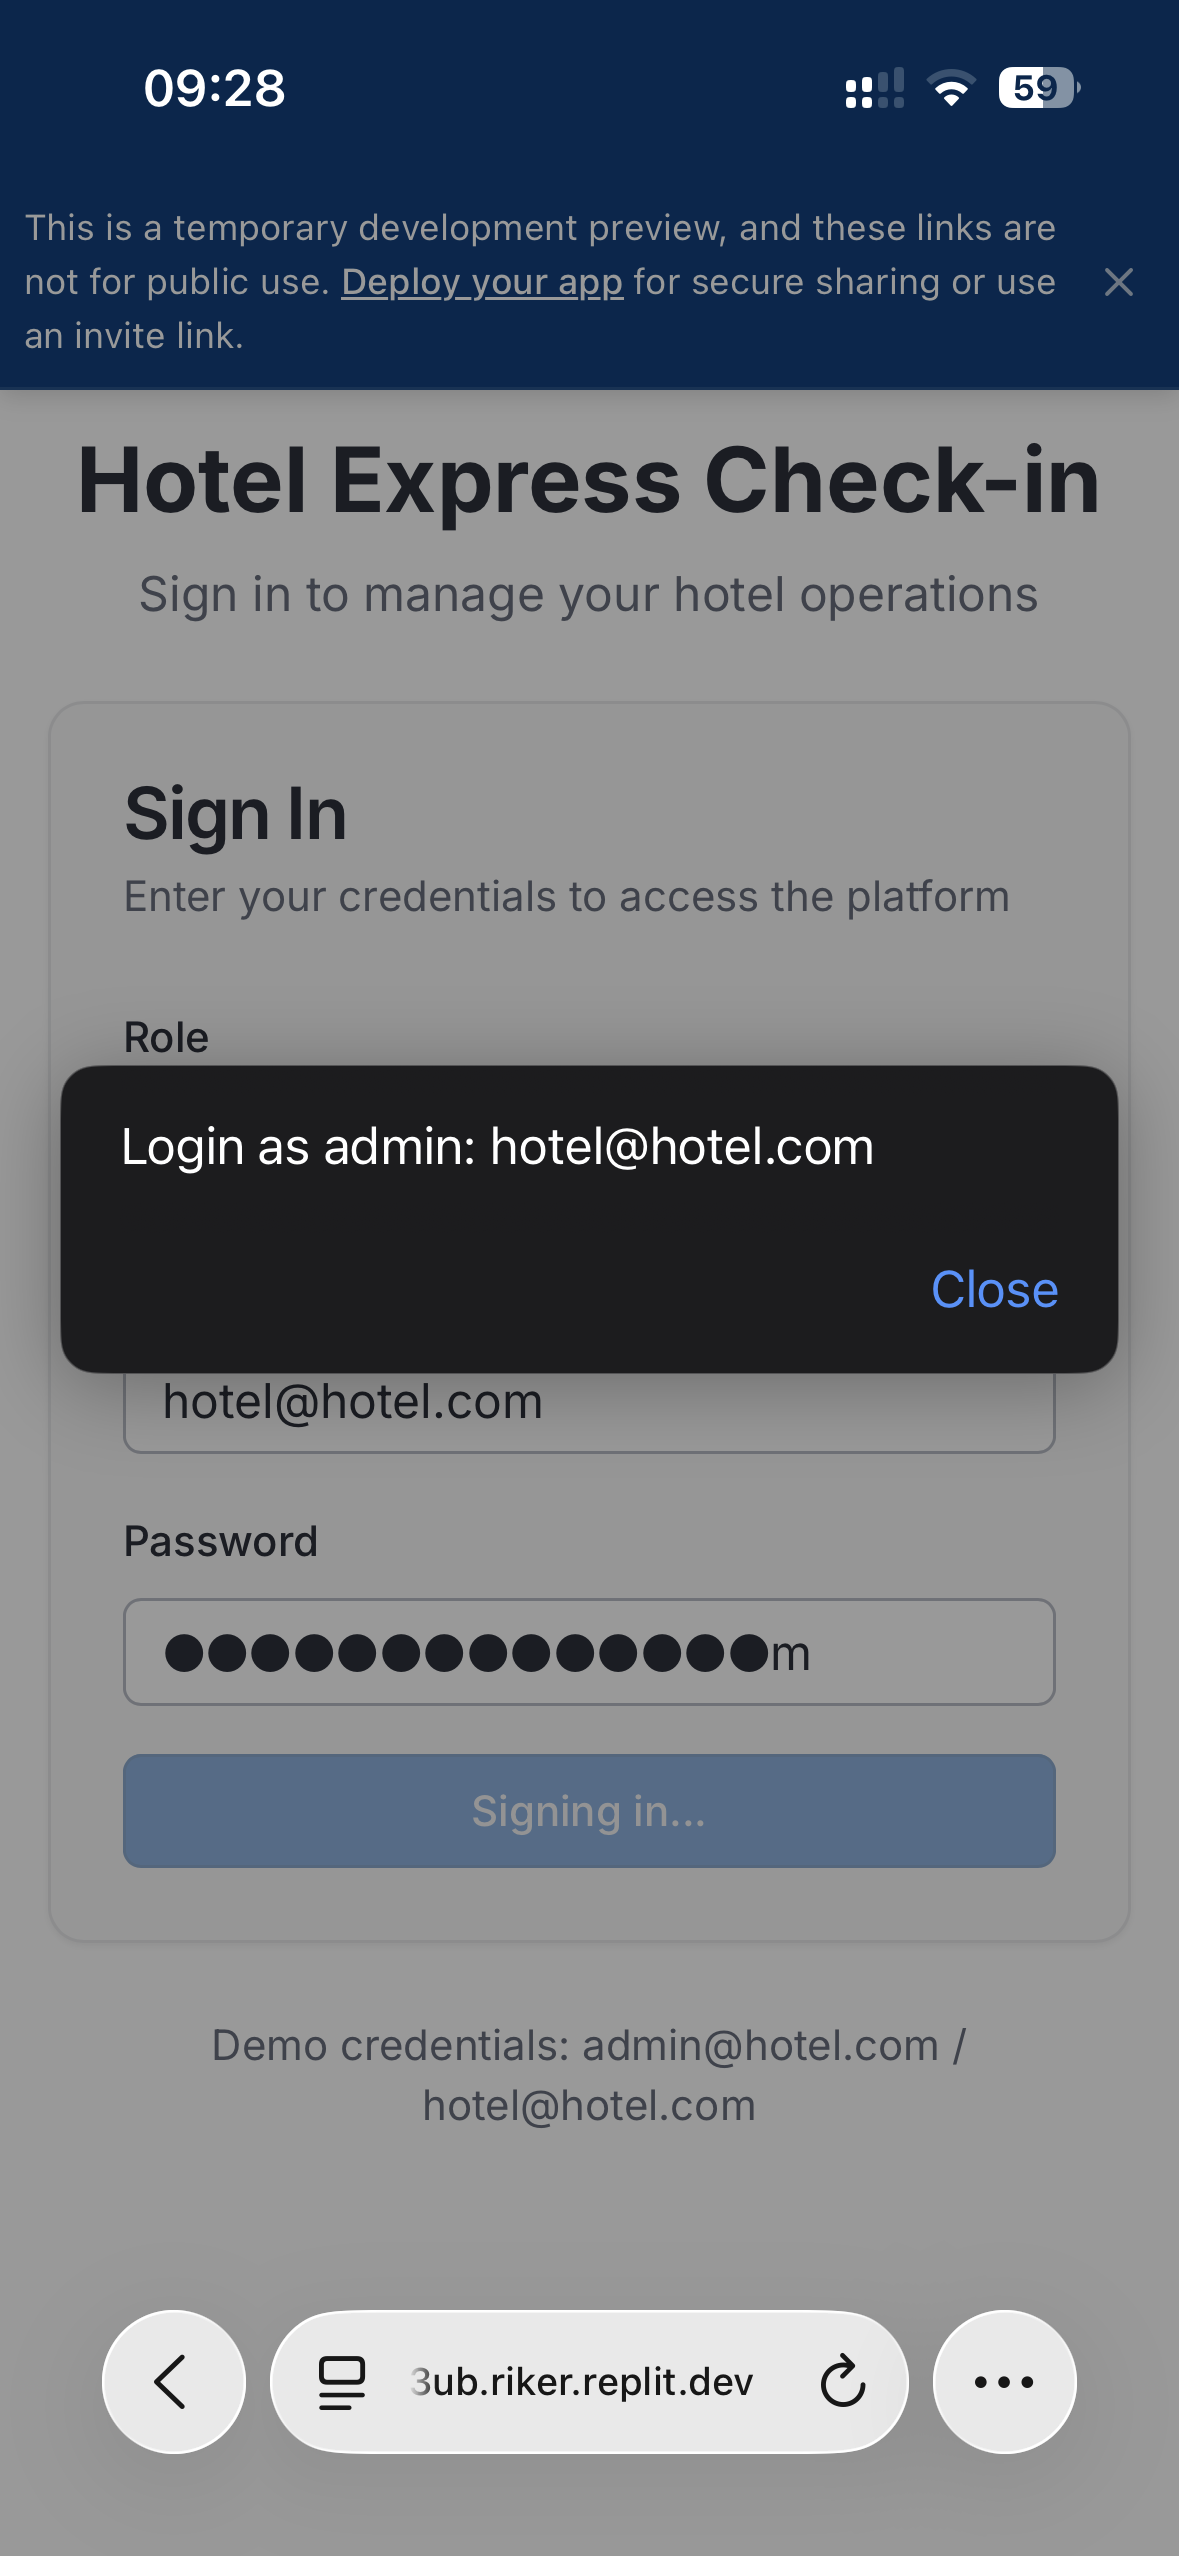 09:28
59
This is a temporary development preview, and these links are
not for public use. Deploy your app for secure sharing or use
an invite link.
Hotel Express Check-in
Sign in to manage your hotel operations
Sign In
Enter your credentials to access the platform
Role
Login as admin: hotel@hotel.com
Close
hotel@hotel.com
Password
●●●●●●●●●●●●●●m
Signing in...
Demo credentials: admin@hotel.com /
hotel@hotel.com
3ub.riker.replit.dev